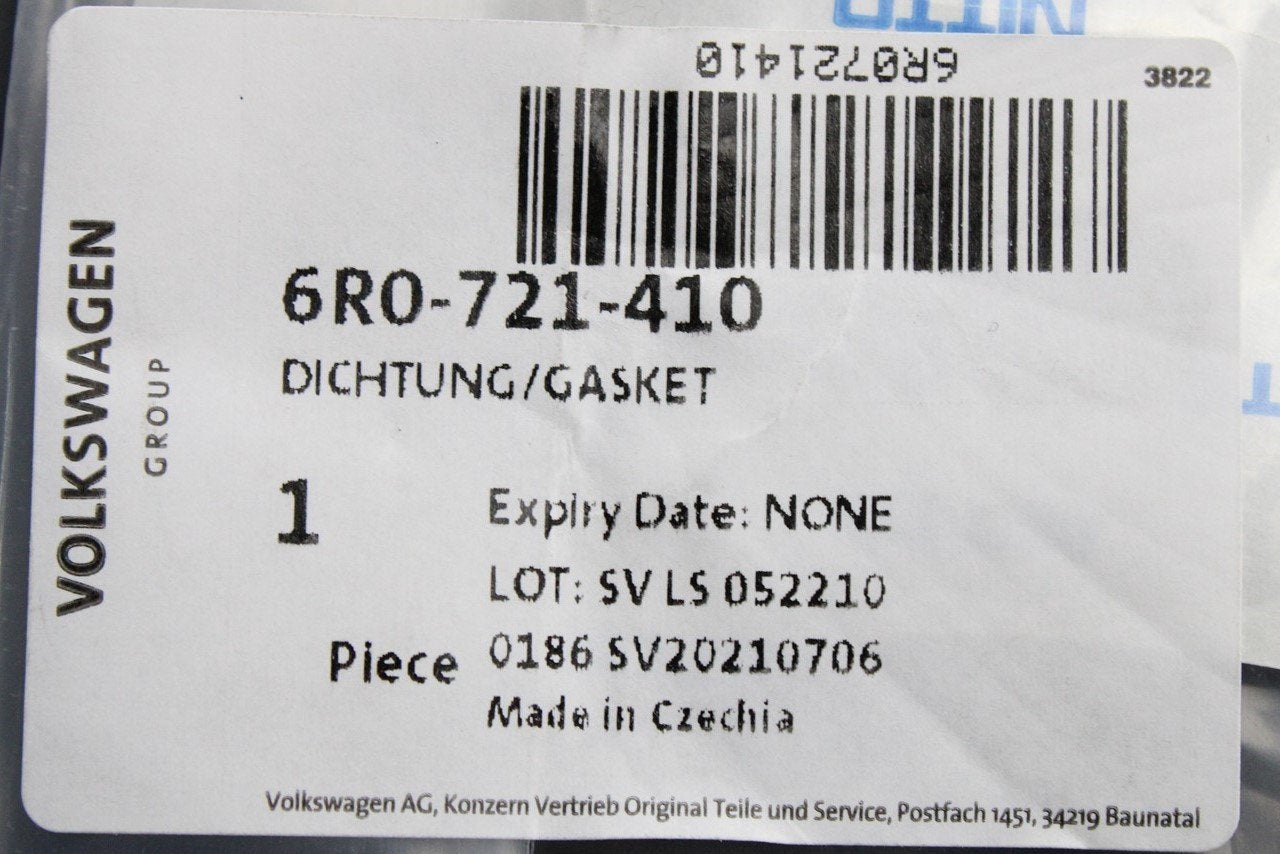 NITTO
6R0721410
3822
VOLKSWAGEN
GROUP
6R0-721-410
DICHTUNG/GASKET
1
Expiry Date: NONE
LOT: SV LS 052210
Piece
0186 SV20210706
Made in Czechia
Volkswagen AG, Konzern Vertrieb Original Teile und Service, Postfach 1451, 34219 Baunatal